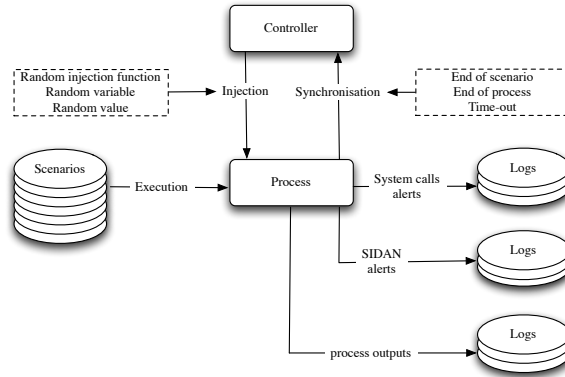 Controller
Random injection function
Random variable
Random value
Injection
Synchronisation
End of scenario
End of process
Time-out
Scenarios
Execution
Process
System calls
alerts
Logs
SIDAN
alerts
Logs
process outputs
Logs